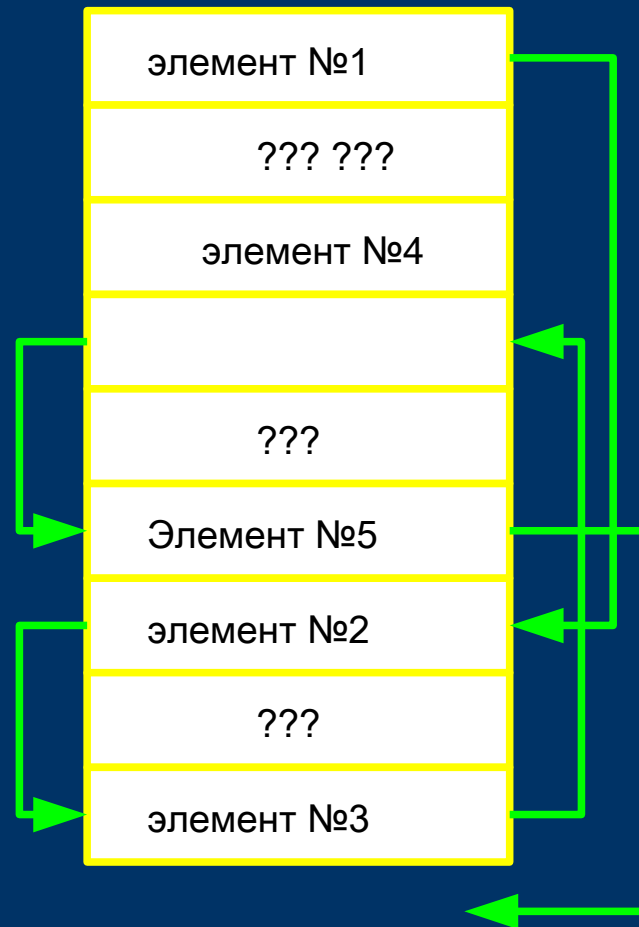 элемент №1
??? ???
элемент №4
???
Элемент №5
элемент №2
???
элемент №3